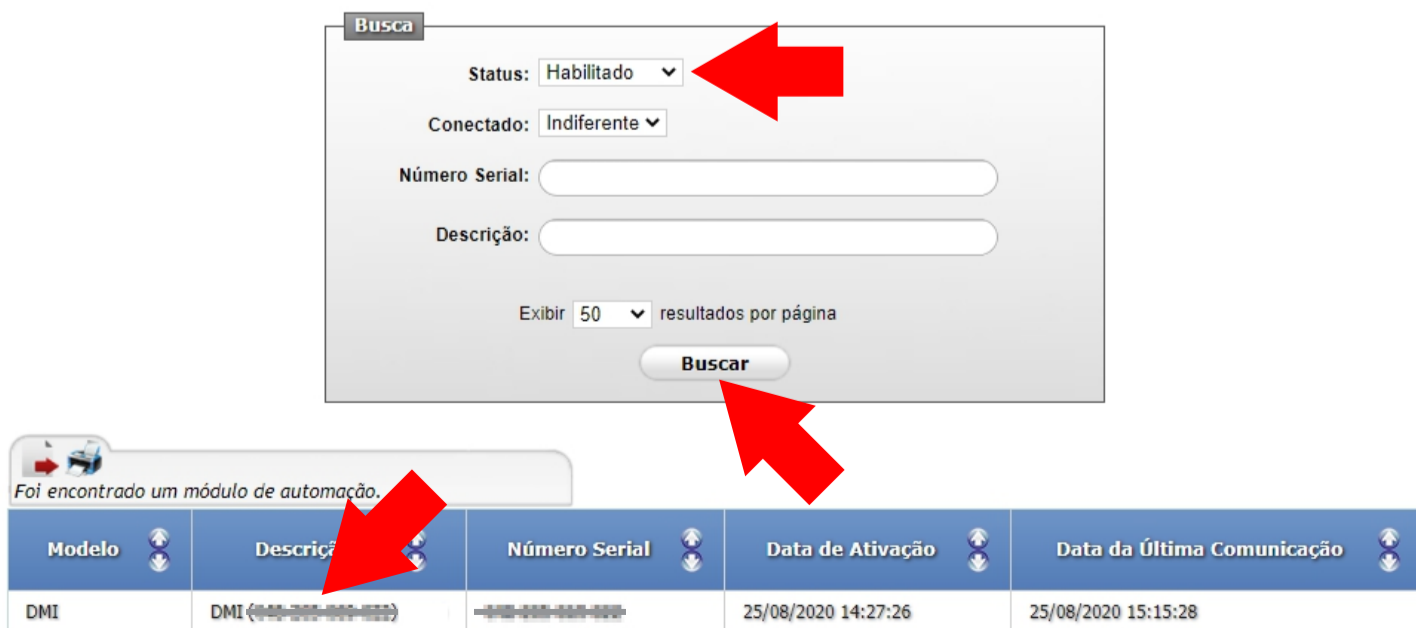 Busca
Status: Habilitado
Conectado: Indiferente
Número Serial:
Descrição:
Exibir 50 resultados por página
Buscar
Foi encontrado um módulo de automação.
Modelo Número Serial Data de Ativação Data da Última Comunicação
DMI DMI 25/08/2020 14:27:26 25/08/2020 15:15:28